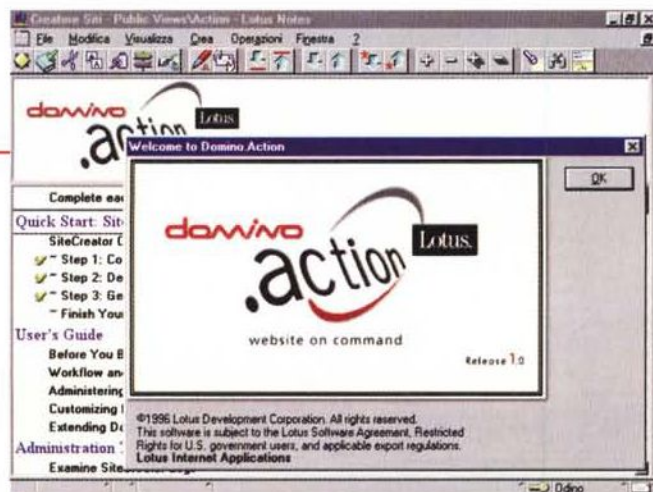 Creatore Siti - Public Views\Action - Lotus Notes
File Modifica Visualizza Crea Operazioni Finestra ?
domino
.action
Lotus
Welcome to Domino.Action
OK
domino
.action
Lotus.
website on command
Release 1.0
Complete eac
Quick Start: Sit
SiteCreator
~ Step 1: Co
~ Step 2: De
~ Step 3: Ge
~ Finish Your
User's Guide
Before You B
Workflow an
Administering
Customizing
Extending Do
Administration
Examine Site
©1996 Lotus Development Corporation. All rights reserved.
This software is subject to the Lotus Software Agreement, Restricted
Rights for U.S. government users, and applicable export regulations.
Lotus Internet Applications
Odino